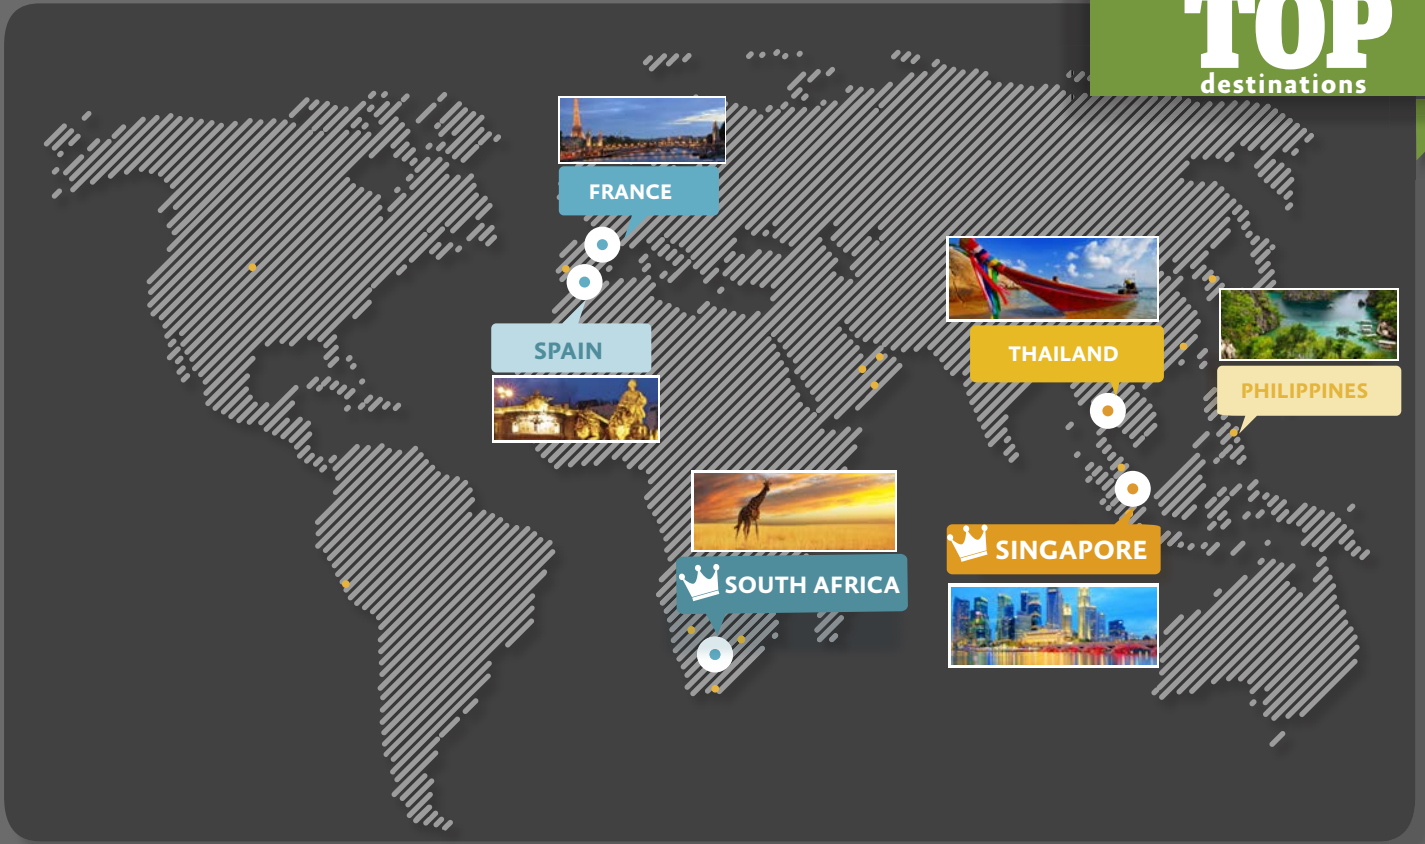 TOP
destinations
FRANCE
SPAIN
THAILAND
PHILIPPINES
SOUTH AFRICA
SINGAPORE